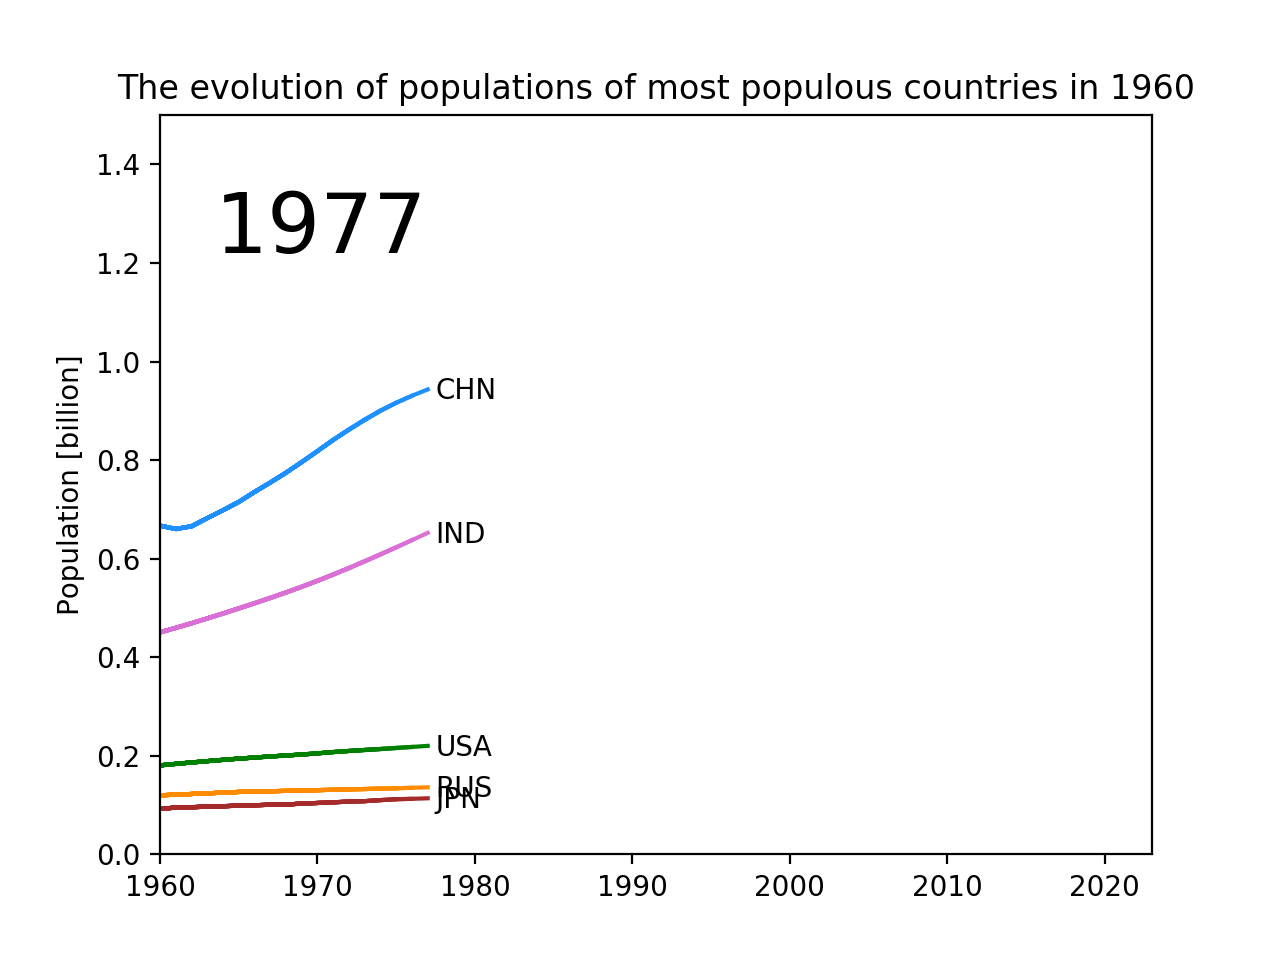 The evolution of populations of most populous countries in 1960
1977
Population [billion]
1.4
1.2
1.0
0.8
0.6
0.4
0.2
0.0
CHN
IND
USA
RUS
JPN
1960 1970 1980 1990 2000 2010 2020